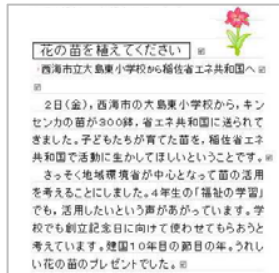 花の苗を植えてください
・西海市立大島東小学校から稲佐省エネ共和国へ
2日(金)、西海市の大島東小学校から、キン
センカの苗が300鉢、省エネ共和国に送られて
きました。子どもたちが育てた苗を、稲佐省エネ
共和国で活動に生かしてほしいということです。
さっそく地域環境省が中心となって苗の活用
を考えることにしました。4年生の「福祉の学習」
でも、活用したいという声があがっています。学
校でも創立記念日に向けて使わせてもらおうと
考えています。建国10年目の節目の年。うれし
い花の苗のプレゼントでした。